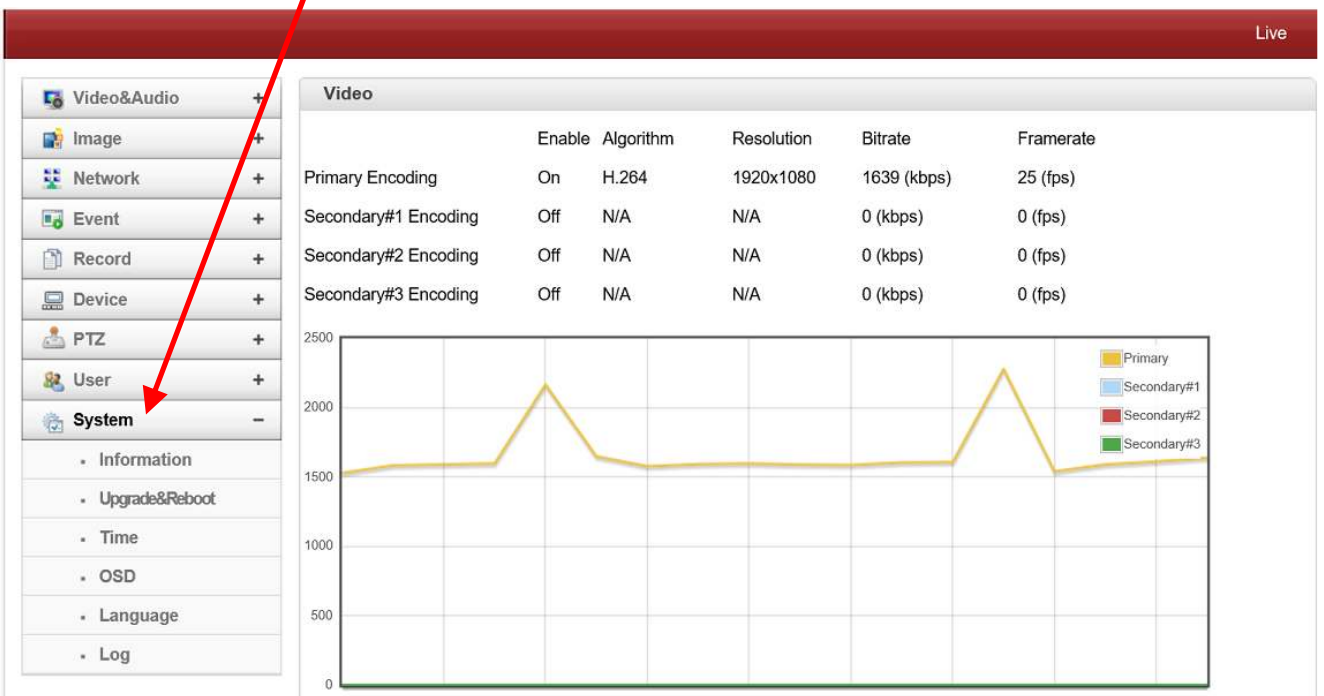 Live
Video&Audio +
Image +
Network +
Event +
Record +
Device +
PTZ +
User +
System −
Information
Upgrade&Reboot
Time
OSD
Language
Log
Video
Enable Algorithm Resolution Bitrate Framerate
Primary Encoding On H.264 1920x1080 1639 (kbps) 25 (fps)
Secondary#1 Encoding Off N/A N/A 0 (kbps) 0 (fps)
Secondary#2 Encoding Off N/A N/A 0 (kbps) 0 (fps)
Secondary#3 Encoding Off N/A N/A 0 (kbps) 0 (fps)
2500
2000
1500
1000
500
0
Primary
Secondary#1
Secondary#2
Secondary#3